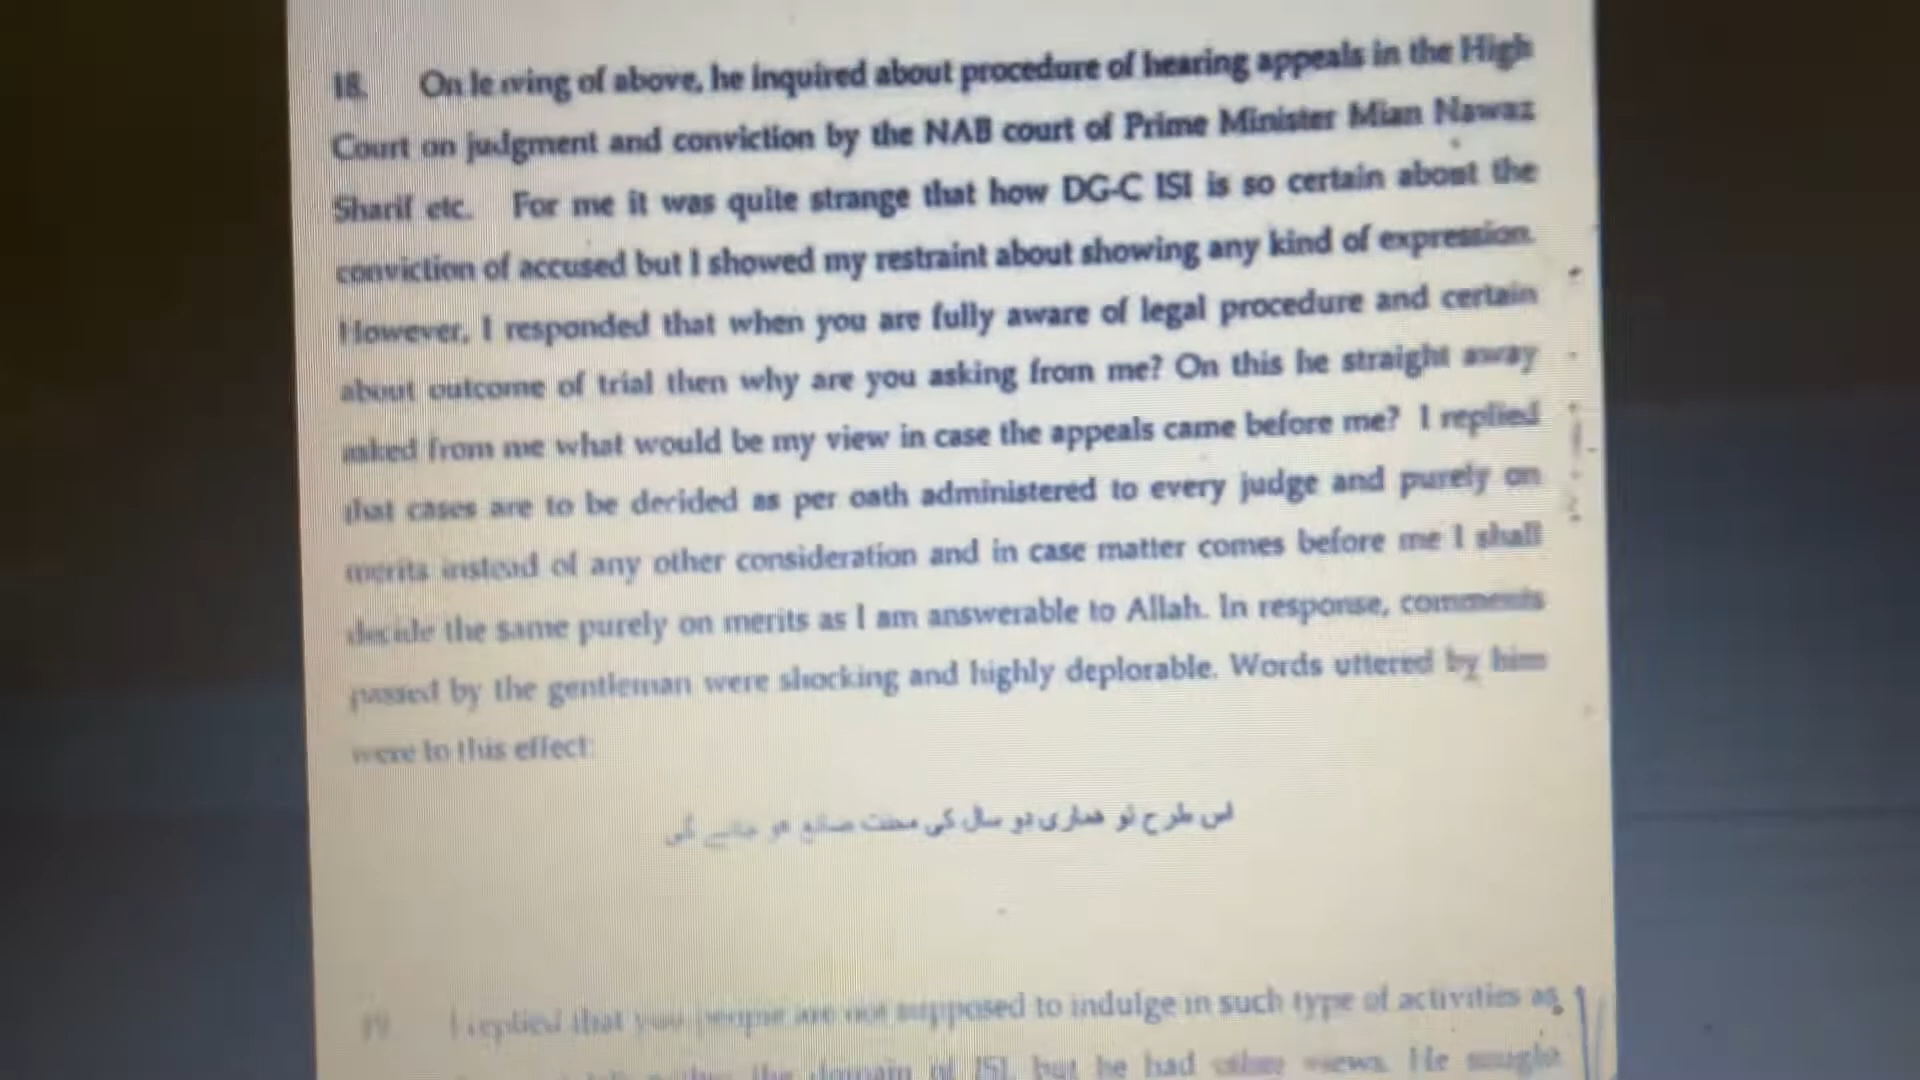 18. On le ving of above, he inquired about procedure of hearing appeals in the High
Court on judgment and conviction by the NAB court of Prime Minister Mian Nawaz
Sharif etc. For me it was quite strange that how DG-C ISI is so certain about the
conviction of accused but I showed my restraint about showing any kind of expression.
However, I responded that when you are fully aware of legal procedure and certain
about outcome of trial then why are you asking from me? On this he straight away
asked from me what would be my view in case the appeals came before me? I replied
that cases are to be decided as per oath administered to every judge and purely on
merits instead of any other consideration and in case matter comes before me I shall
decide the same purely on merits as I am answerable to Allah. In response, comments
passed by the gentleman were shocking and highly deplorable. Words uttered by him
were to this effect:
اس طرح تو ہماری دو سال کی محنت ضائع ہو جائے گی
19. I replied that you people are not supposed to indulge in such type of activities as
the domain of ISI, but he had views. He